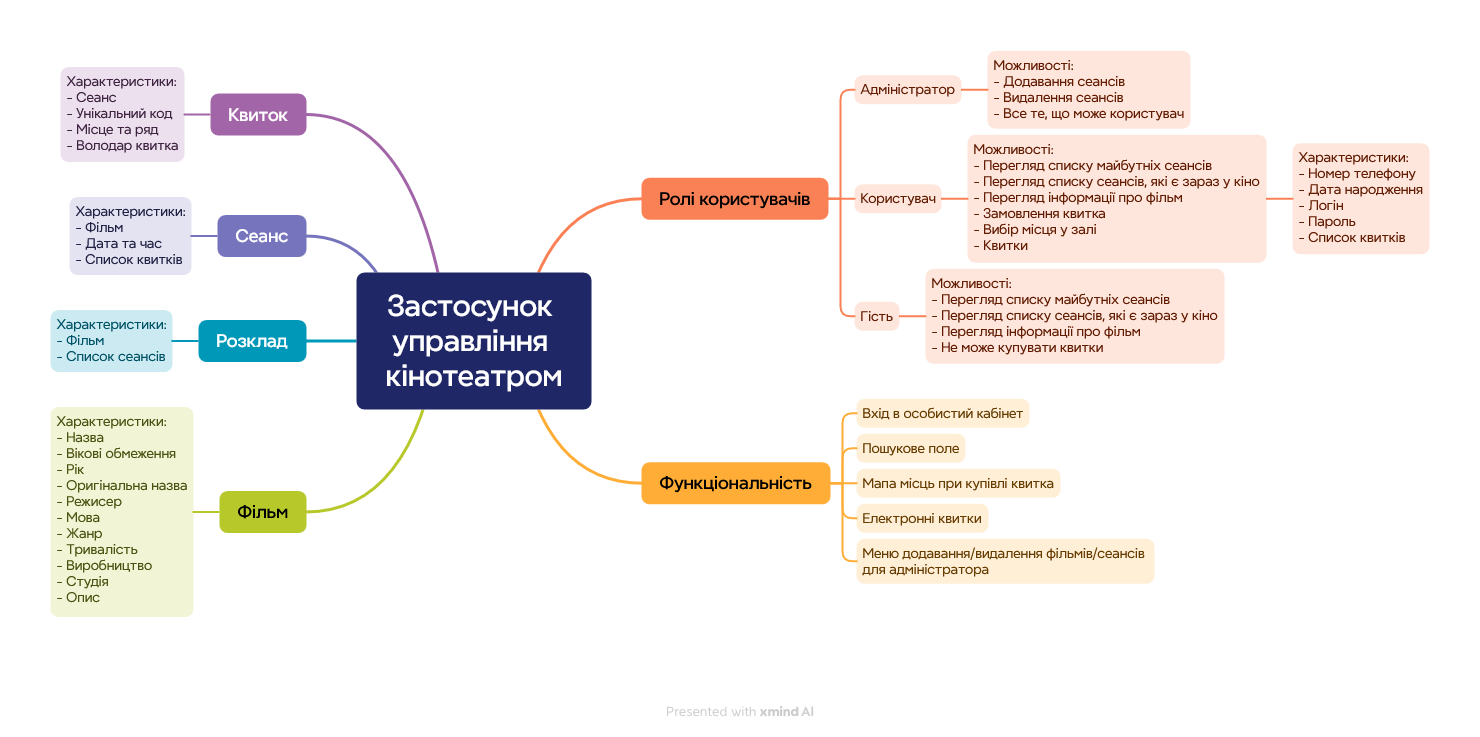 Застосунок
управління
кінотеатром
Квиток
Характеристики:
- Сеанс
- Унікальний код
- Місце та ряд
- Володар квитка
Сеанс
Характеристики:
- Фільм
- Дата та час
- Список квитків
Розклад
Характеристики:
- Фільм
- Список сеансів
Фільм
Характеристики:
- Назва
- Вікові обмеження
- Рік
- Оригінальна назва
- Режисер
- Мова
- Жанр
- Тривалість
- Виробництво
- Студія
- Опис
Ролі користувачів
Адміністратор
Можливості:
- Додавання сеансів
- Видалення сеансів
- Все те, що може користувач
Користувач
Можливості:
- Перегляд списку майбутніх сеансів
- Перегляд списку сеансів, які є зараз у кіно
- Перегляд інформації про фільм
- Замовлення квитка
- Вибір місця у залі
- Квитки
Характеристики:
- Номер телефону
- Дата народження
- Логін
- Пароль
- Список квитків
Гість
Можливості:
- Перегляд списку майбутніх сеансів
- Перегляд списку сеансів, які є зараз у кіно
- Перегляд інформації про фільм
- Не може купувати квитки
Функціональність
Вхід в особистий кабінет
Пошукове поле
Мапа місць при купівлі квитка
Електронні квитки
Меню додавання/видалення фільмів/сеансів
для адміністратора
Presented with xmind AI